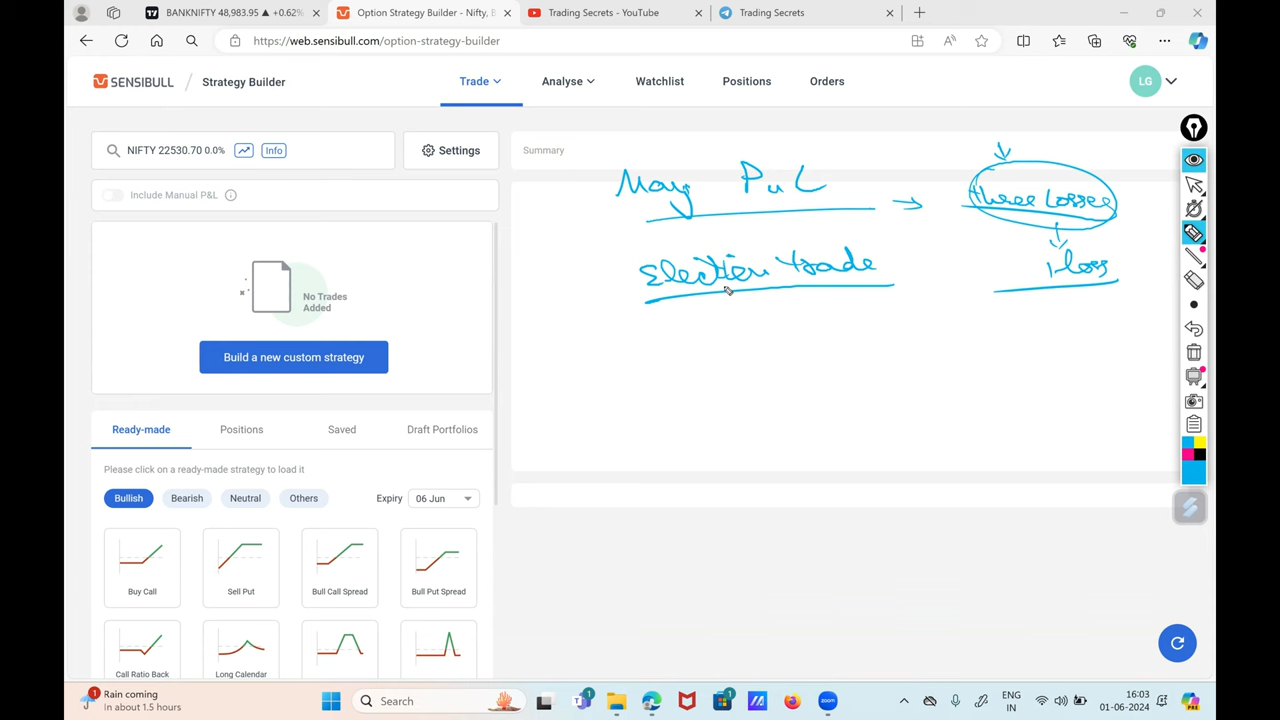 BANKNIFTY 48,983.95 ▲ +0.62%
Option Strategy Builder - Nifty, B
Trading Secrets - YouTube
Trading Secrets
https://web.sensibull.com/option-strategy-builder
SENSIBULL / Strategy Builder
Trade
Analyse
Watchlist
Positions
Orders
LG
NIFTY 22530.70 0.0%
Info
Settings
Summary
Include Manual P&L
May PnL → three Losses
1 loss
Election trade
No Trades
Added
Build a new custom strategy
Ready-made
Positions
Saved
Draft Portfolios
Please click on a ready-made strategy to load it
Bullish
Bearish
Neutral
Others
Expiry
06 Jun
Buy Call
Sell Put
Bull Call Spread
Bull Put Spread
Call Ratio Back
Long Calendar
1
Rain coming
In about 1.5 hours
Search
1
1
ENG
IN
16:03
01-06-2024